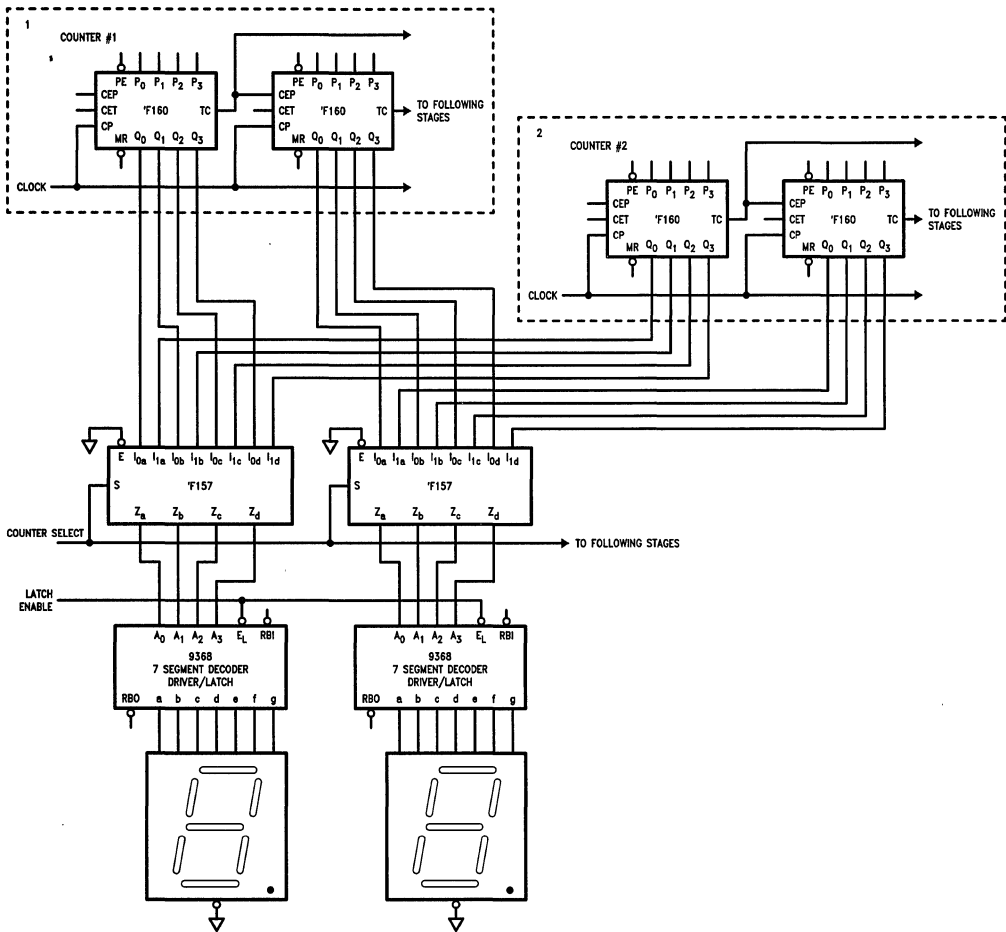 1
COUNTER #1
PE P0 P1 P2 P3
CEP
CET 'F160 TC
CP
MR Q0 Q1 Q2 Q3
PE P0 P1 P2 P3
CEP
CET 'F160 TC
CP
MR Q0 Q1 Q2 Q3
TO FOLLOWING
STAGES
CLOCK
2
COUNTER #2
PE P0 P1 P2 P3
CEP
CET 'F160 TC
CP
MR Q0 Q1 Q2 Q3
PE P0 P1 P2 P3
CEP
CET 'F160 TC
CP
MR Q0 Q1 Q2 Q3
TO FOLLOWING
STAGES
CLOCK
E I0a I1a I0b I1b I0c I1c I0d I1d
S 'F157
Za Zb Zc Zd
E I0a I1a I0b I1b I0c I1c I0d I1d
S 'F157
Za Zb Zc Zd
COUNTER SELECT
TO FOLLOWING STAGES
LATCH
ENABLE
A0 A1 A2 A3 EL RBI
9368
7 SEGMENT DECODER
DRIVER/LATCH
RBO a b c d e f g
A0 A1 A2 A3 EL RBI
9368
7 SEGMENT DECODER
DRIVER/LATCH
RBO a b c d e f g